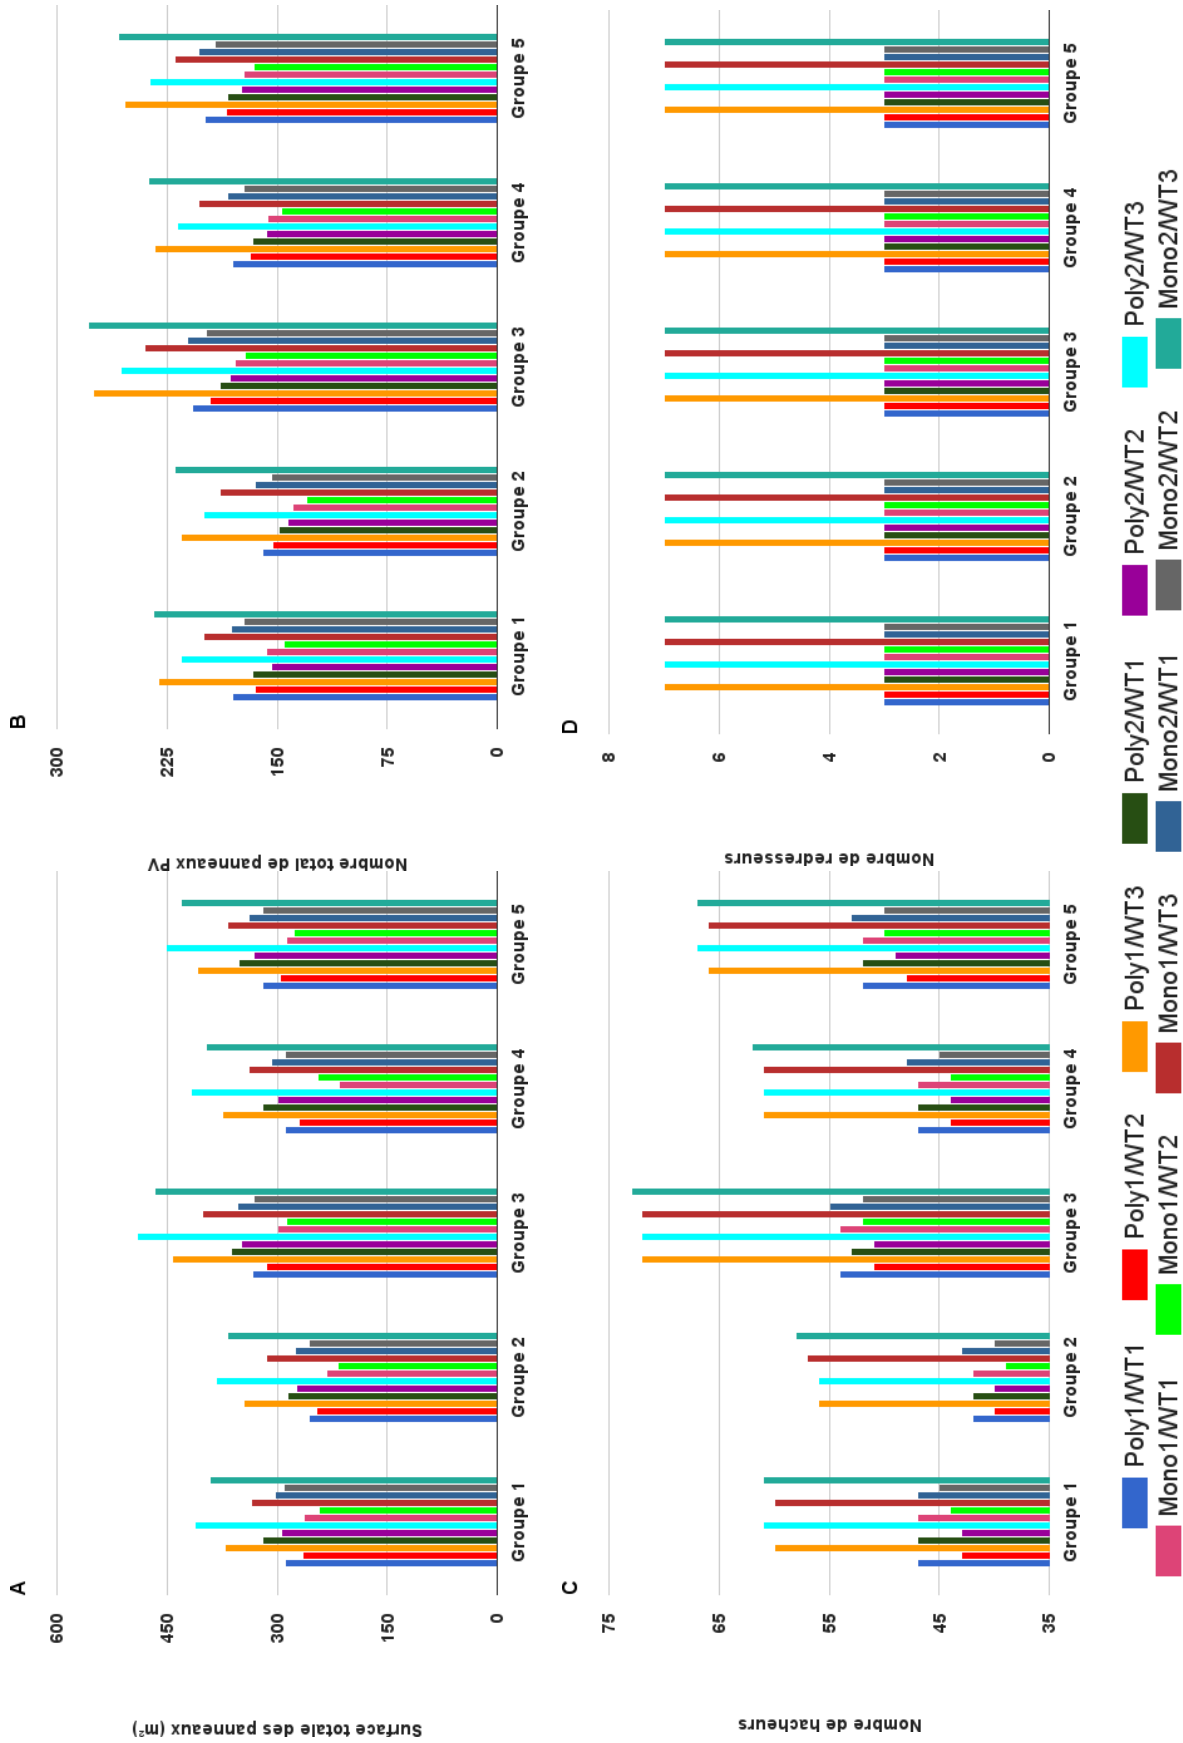 A
Surface totale des panneaux (m²)
600
450
300
150
0
Groupe 1
Groupe 2
Groupe 3
Groupe 4
Groupe 5
B
Nombre total de panneaux PV
300
225
150
75
0
Groupe 1
Groupe 2
Groupe 3
Groupe 4
Groupe 5
C
Nombre de hacheurs
75
65
55
45
35
Groupe 1
Groupe 2
Groupe 3
Groupe 4
Groupe 5
D
Nombre de redresseurs
8
6
4
2
0
Groupe 1
Groupe 2
Groupe 3
Groupe 4
Groupe 5
Poly1/WT1 Poly1/WT2 Poly1/WT3 Poly2/WT1 Poly2/WT2 Poly2/WT3
Mono1/WT1 Mono1/WT2 Mono1/WT3 Mono2/WT1 Mono2/WT2 Mono2/WT3